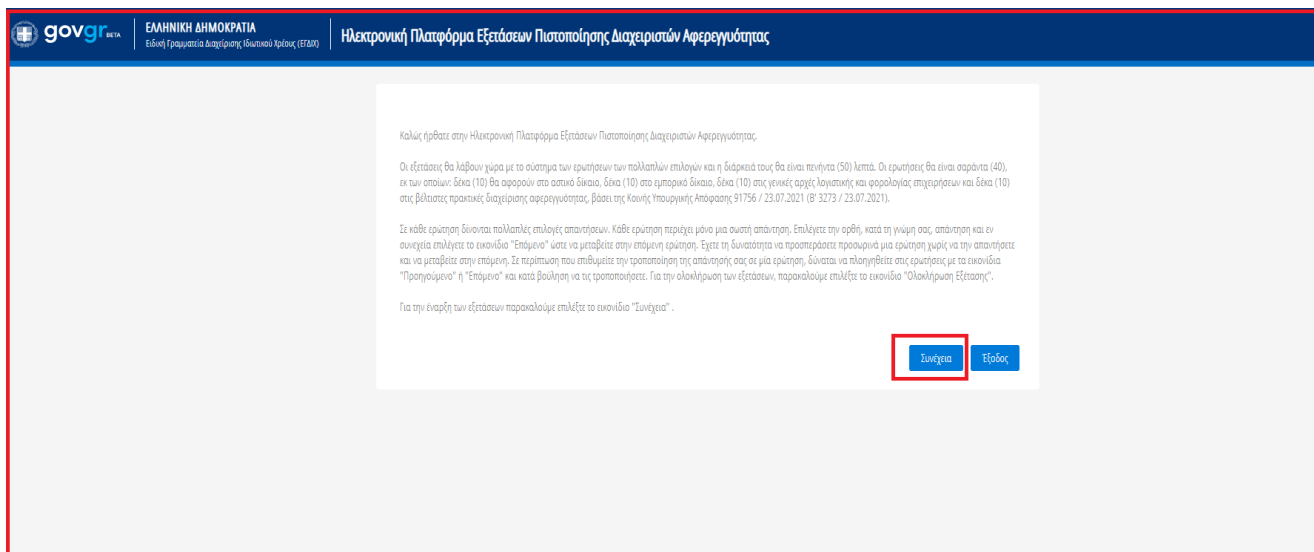 govgr BETA
ΕΛΛΗΝΙΚΗ ΔΗΜΟΚΡΑΤΙΑ
Ειδική Γραμματεία Διαχείρισης Ιδιωτικού Χρέους (ΕΓΔΙΧ)
Ηλεκτρονική Πλατφόρμα Εξετάσεων Πιστοποίησης Διαχειριστών Αφερεγγυότητας
Καλώς ήρθατε στην Ηλεκτρονική Πλατφόρμα Εξετάσεων Πιστοποίησης Διαχειριστών Αφερεγγυότητας.
Οι εξετάσεις θα λάβουν χώρα με το σύστημα των ερωτήσεων των πολλαπλών επιλογών και η διάρκειά τους θα είναι πενήντα (50) λεπτά. Οι ερωτήσεις θα είναι σαράντα (40),
εκ των οποίων: δέκα (10) θα αφορούν στο αστικό δίκαιο, δέκα (10) στο εμπορικό δίκαιο, δέκα (10) στις γενικές αρχές λογιστικής και φορολογίας επιχειρήσεων και δέκα (10)
στις βέλτιστες πρακτικές διαχείρισης αφερεγγυότητας, βάσει της Κοινής Υπουργικής Απόφασης 91756 / 23.07.2021 (Β' 3273 / 23.07.2021).
Σε κάθε ερώτηση δίνονται πολλαπλές επιλογές απαντήσεων. Κάθε ερώτηση περιέχει μόνο μια σωστή απάντηση. Επιλέγετε την ορθή, κατά τη γνώμη σας, απάντηση και εν
συνεχεία επιλέγετε το εικονίδιο "Επόμενο" ώστε να μεταβείτε στην επόμενη ερώτηση. Έχετε τη δυνατότητα να προσπεράσετε προσωρινά μια ερώτηση χωρίς να την απαντήσετε
και να μεταβείτε στην επόμενη. Σε περίπτωση που επιθυμείτε την τροποποίηση της απάντησής σας σε μία ερώτηση, δύναται να πλοηγηθείτε στις ερωτήσεις με τα εικονίδια
"Προηγούμενο" ή "Επόμενο" και κατά βούληση να τις τροποποιήσετε. Για την ολοκλήρωση των εξετάσεων, παρακαλούμε επιλέξτε το εικονίδιο "Ολοκλήρωση Εξέτασης".
Για την έναρξη των εξετάσεων παρακαλούμε επιλέξτε το εικονίδιο "Συνέχεια" .
Συνέχεια
Έξοδος